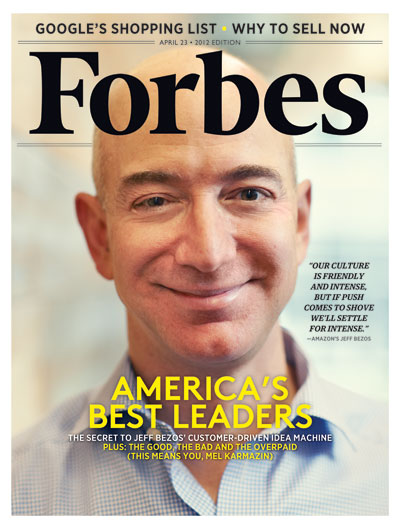 GOOGLE'S SHOPPING LIST • WHY TO SELL NOW
APRIL 23 • 2012 EDITION
Forbes
"OUR CULTURE
IS FRIENDLY
AND INTENSE,
BUT IF PUSH
COMES TO SHOVE
WE'LL SETTLE
FOR INTENSE."
—AMAZON'S JEFF BEZOS
AMERICA'S
BEST LEADERS
THE SECRET TO JEFF BEZOS' CUSTOMER-DRIVEN IDEA MACHINE
PLUS: THE GOOD, THE BAD AND THE OVERPAID
(THIS MEANS YOU, MEL KARMAZIN)